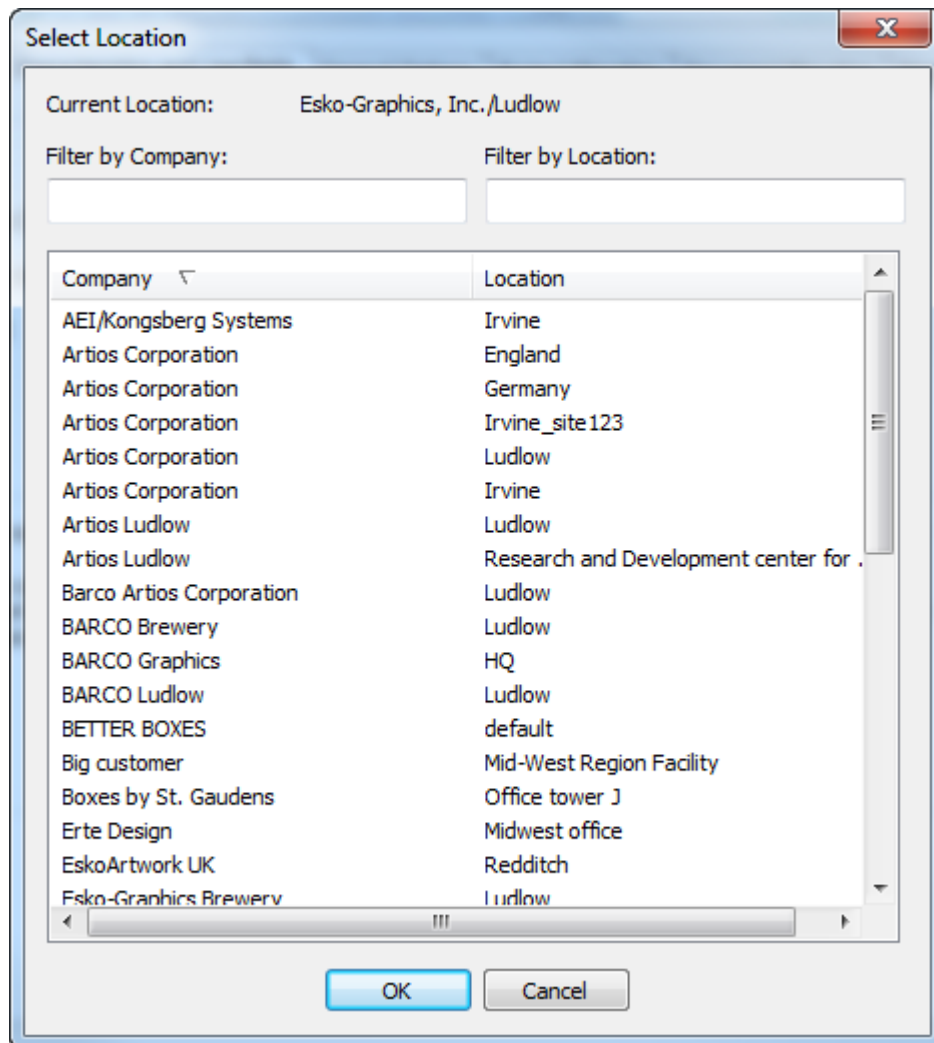 Select Location
Current Location: Esko-Graphics, Inc./Ludlow
Filter by Company: Filter by Location:
Company Location
AEI/Kongsberg Systems Irvine
Artios Corporation England
Artios Corporation Germany
Artios Corporation Irvine_site123
Artios Corporation Ludlow
Artios Corporation Irvine
Artios Ludlow Ludlow
Artios Ludlow Research and Development center for .
Barco Artios Corporation Ludlow
BARCO Brewery Ludlow
BARCO Graphics HQ
BARCO Ludlow Ludlow
BETTER BOXES default
Big customer Mid-West Region Facility
Boxes by St. Gaudens Office tower J
Erte Design Midwest office
EskoArtwork UK Redditch
Esko-Graphics Brewery Ludlow
OK Cancel